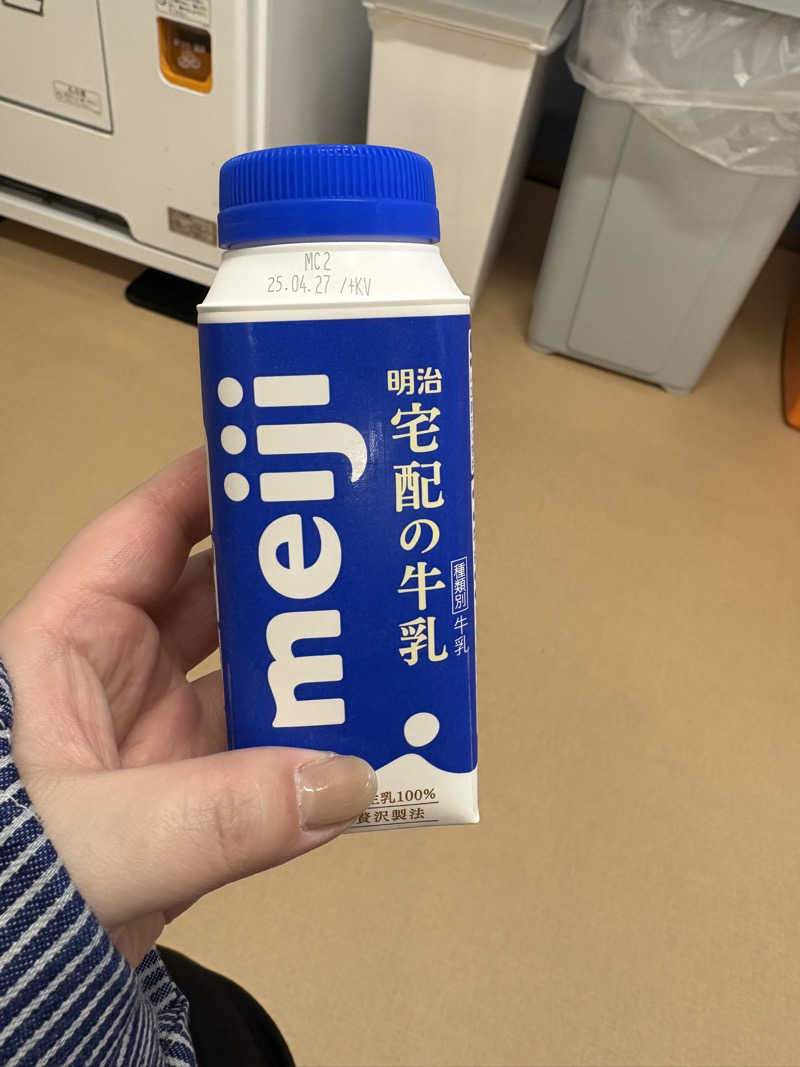 MC2
25.04.27 /+KV
meiji
明治
宅配の牛乳
種類別 牛乳
生乳100%
贅沢製法